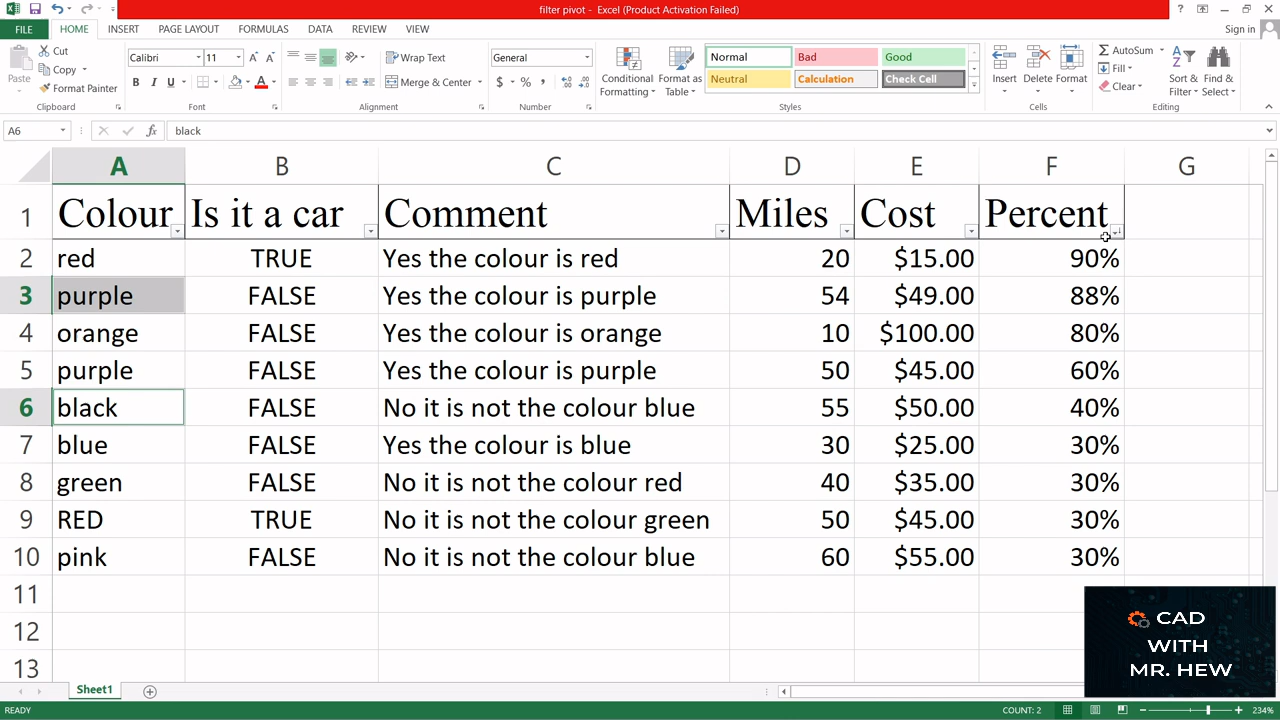 filter pivot - Excel (Product Activation Failed)
Sign in
FILE HOME INSERT PAGE LAYOUT FORMULAS DATA REVIEW VIEW
Paste Cut Copy Format Painter
Clipboard
Calibri 11
B I U
Font
Wrap Text
Merge & Center
Alignment
General
$ % ,
Number
Conditional Formatting Format as Table
Normal Bad Good
Neutral Calculation Check Cell
Styles
Insert Delete Format
Cells
AutoSum Fill Clear
Sort & Filter Find & Select
Editing
A6 fx black
A B C D E F G
1 Colour Is it a car Comment Miles Cost Percent
2 red TRUE Yes the colour is red 20 $15.00 90%
3 purple FALSE Yes the colour is purple 54 $49.00 88%
4 orange FALSE Yes the colour is orange 10 $100.00 80%
5 purple FALSE Yes the colour is purple 50 $45.00 60%
6 black FALSE No it is not the colour blue 55 $50.00 40%
7 blue FALSE Yes the colour is blue 30 $25.00 30%
8 green FALSE No it is not the colour red 40 $35.00 30%
9 RED TRUE No it is not the colour green 50 $45.00 30%
10 pink FALSE No it is not the colour blue 60 $55.00 30%
11
12
13
CAD
WITH
MR. HEW
Sheet1
READY COUNT: 2 234%